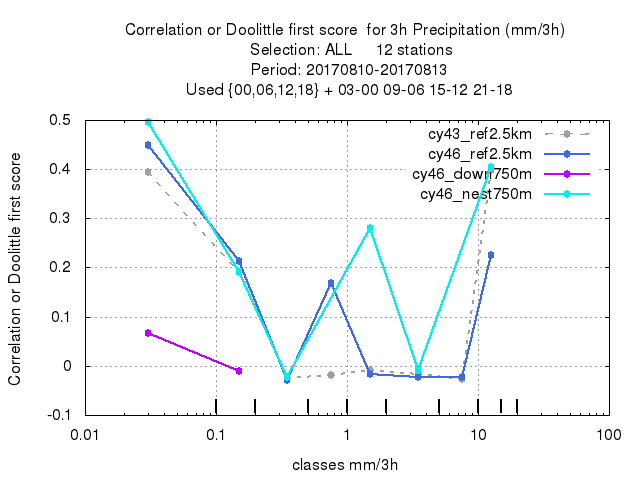 Correlation or Doolittle first score  for 3h Precipitation (mm/3h)
Selection: ALL     12 stations
Period: 20170810-20170813
Used {00,06,12,18} + 03-00 09-06 15-12 21-18
cy43_ref2.5km
cy46_ref2.5km
cy46_down750m
cy46_nest750m
0.5
0.4
0.3
0.2
0.1
0
-0.1
Correlation or Doolittle first score
0.01
0.1
1
10
100
classes mm/3h